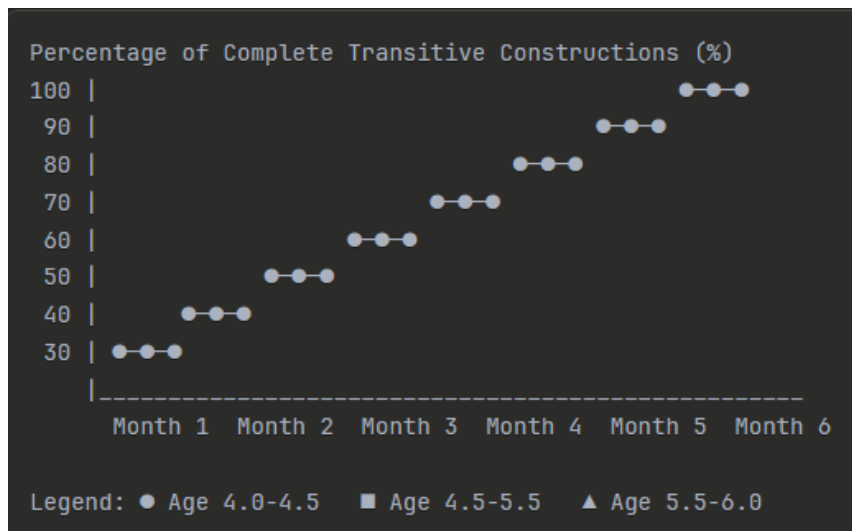 Percentage of Complete Transitive Constructions (%)
100 | ●─●─●
90 | ●─●─●
80 | ●─●─●
70 | ●─●─●
60 | ●─●─●
50 | ●─●─●
40 | ●─●─●
30 | ●─●─●
|___________________________________________________
Month 1 Month 2 Month 3 Month 4 Month 5 Month 6
Legend: ● Age 4.0-4.5 ■ Age 4.5-5.5 ▲ Age 5.5-6.0